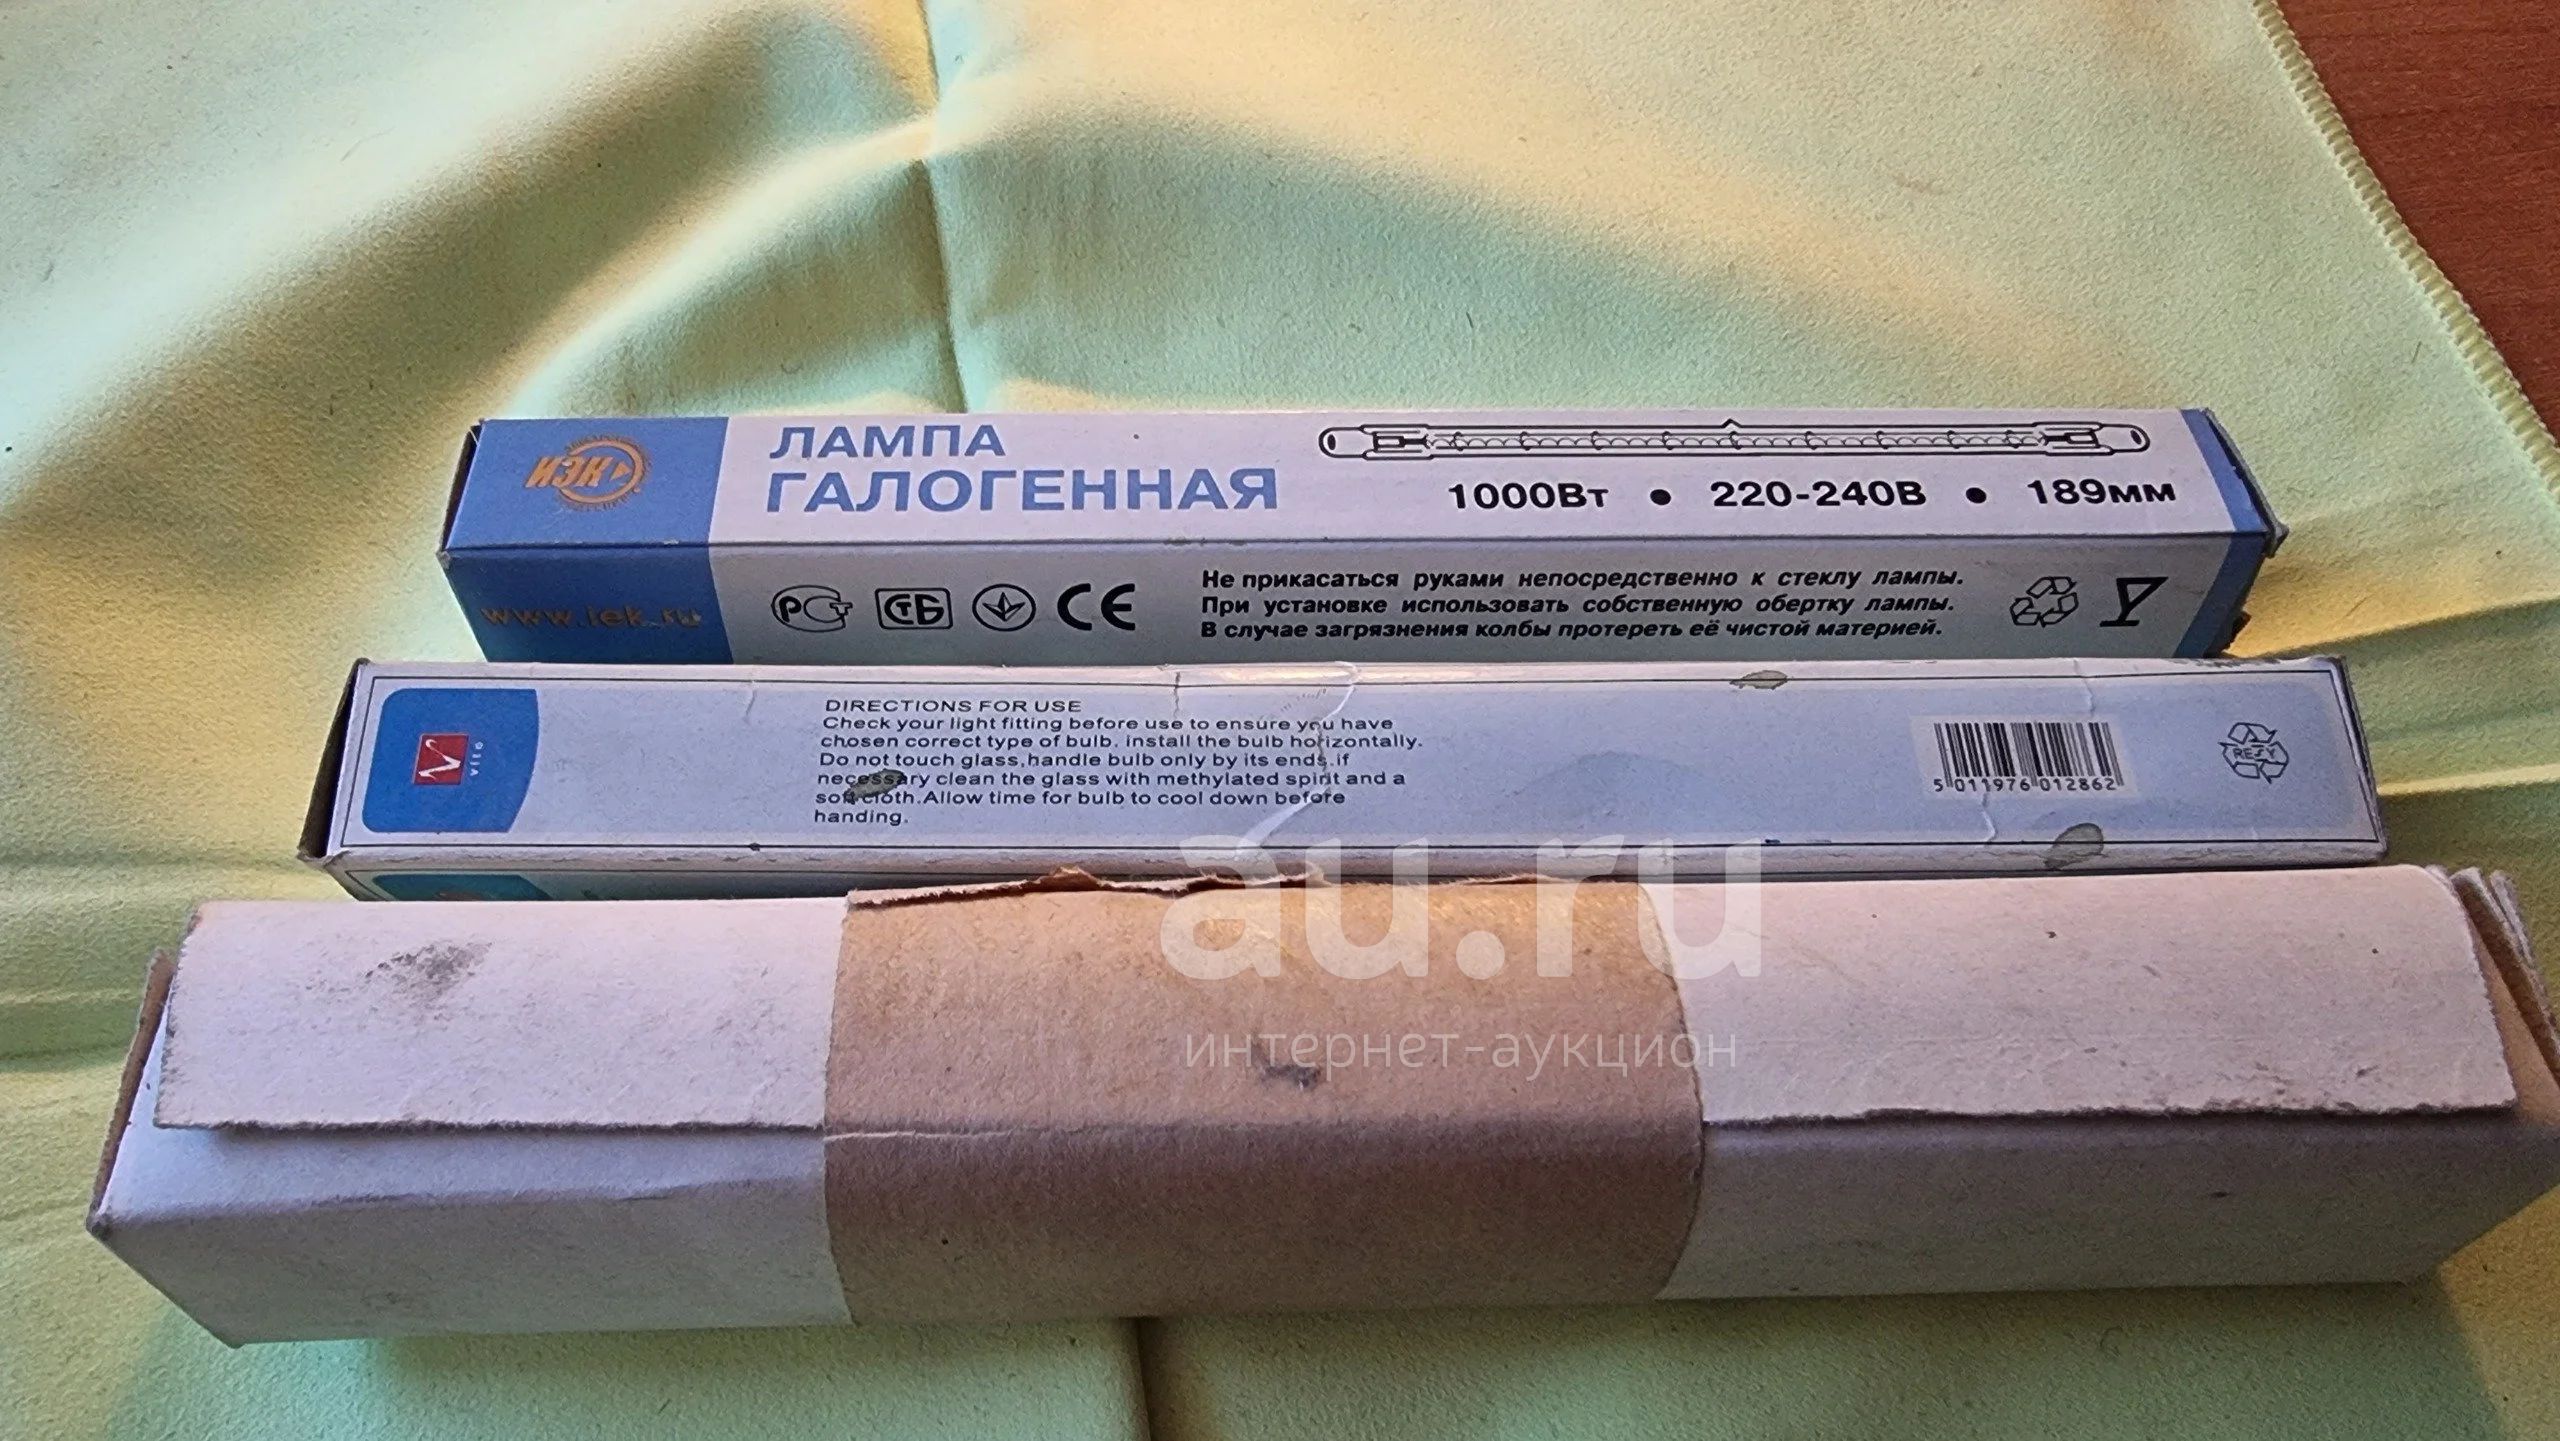 ИЭК
ЛАМПА
ГАЛОГЕННАЯ
1000Вт • 220-240В • 189мм
www.iek.ru
РСТ СТБ CE
Не прикасаться руками непосредственно к стеклу лампы.
При установке использовать собственную обертку лампы.
В случае загрязнения колбы протереть её чистой материей.
DIRECTIONS FOR USE
Check your light fitting before use to ensure you have
chosen correct type of bulb. install the bulb horizontally.
Do not touch glass,handle bulb only by its ends.if
necessary clean the glass with methylated spirit and a
soft cloth.Allow time for bulb to cool down before
handing.
5 011976 012862
RESY
au.ru
интернет-аукцион